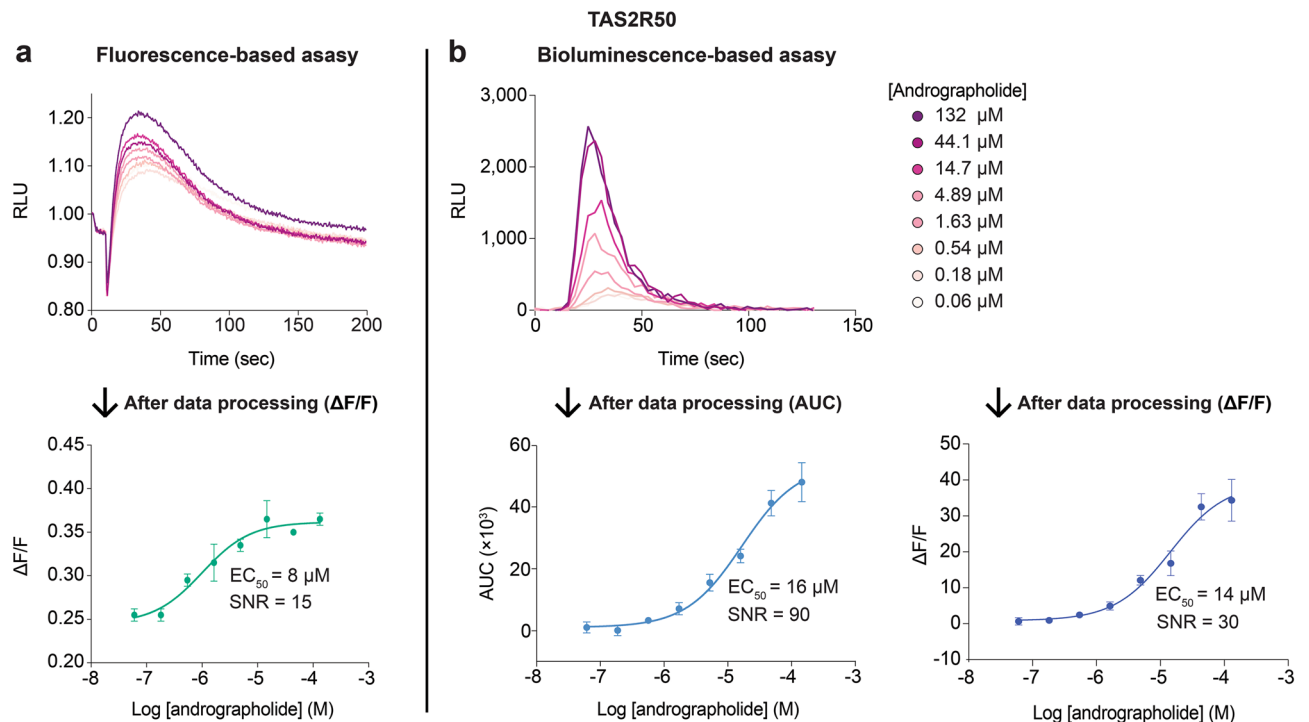 TAS2R50
a
Fluorescence-based asasy
RLU
1.20
1.10
1.00
0.90
0.80
0
50
100
150
200
Time (sec)
After data processing (ΔF/F)
ΔF/F
0.45
0.40
0.35
0.30
0.25
0.20
EC50 = 8 µM
SNR = 15
-8
-7
-6
-5
-4
-3
Log [andrographolide] (M)
b
Bioluminescence-based asasy
RLU
3,000
2,000
1,000
0
0
50
100
150
Time (sec)
[Andrographolide]
132 µM
44.1 µM
14.7 µM
4.89 µM
1.63 µM
0.54 µM
0.18 µM
0.06 µM
After data processing (AUC)
AUC (×10³)
60
40
20
0
EC50 = 16 µM
SNR = 90
-8
-7
-6
-5
-4
-3
Log [andrographolide] (M)
After data processing (ΔF/F)
ΔF/F
50
40
30
20
10
0
-10
EC50 = 14 µM
SNR = 30
-8
-7
-6
-5
-4
-3
Log [andrographolide] (M)